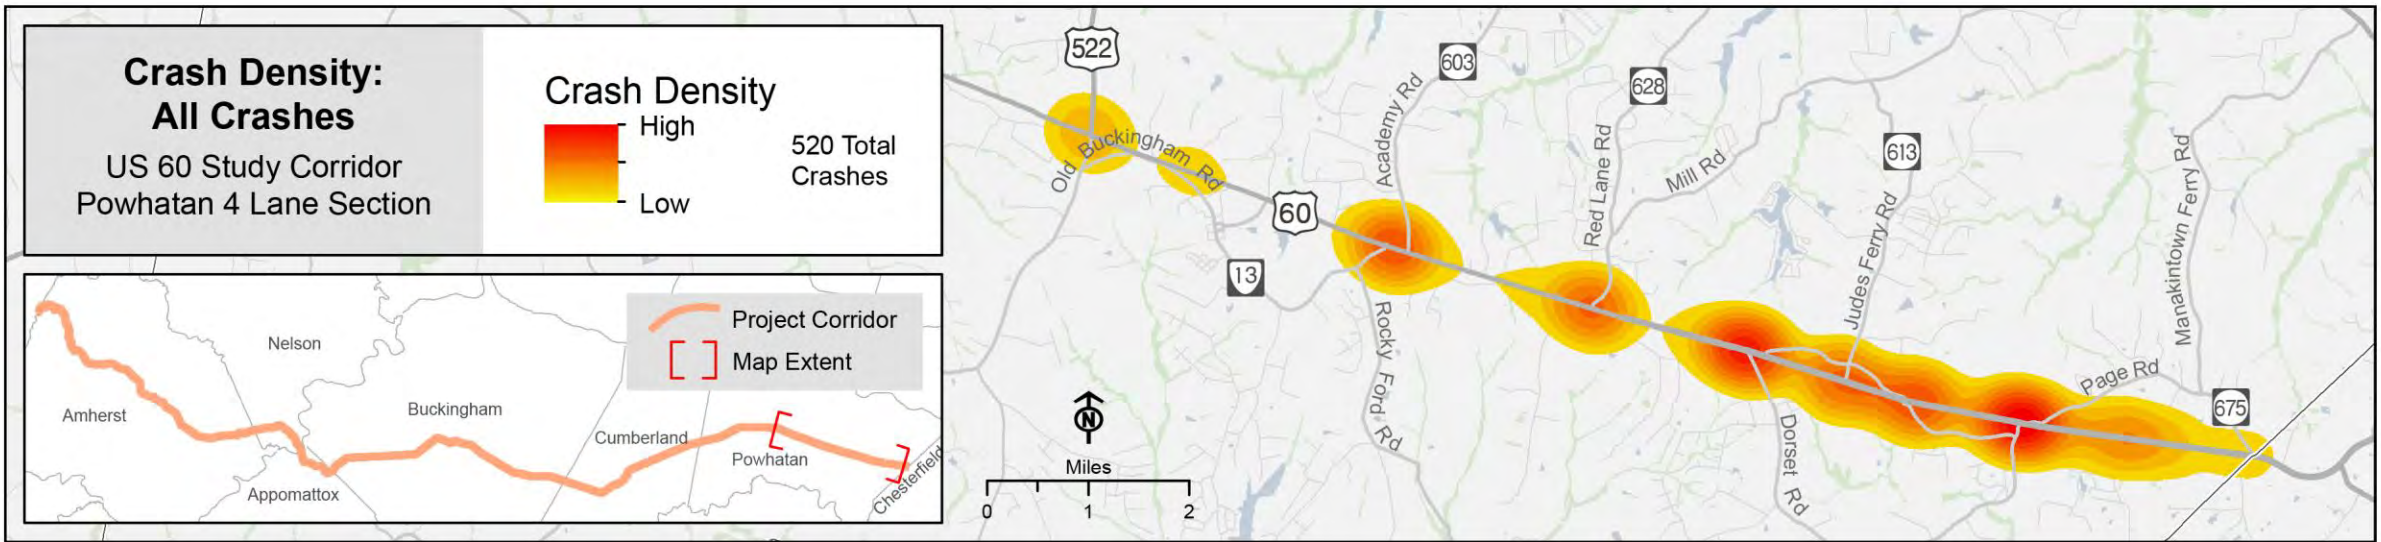 Crash Density:
All Crashes
US 60 Study Corridor
Powhatan 4 Lane Section
Crash Density
High
Low
520 Total
Crashes
Project Corridor
Map Extent
Nelson
Amherst
Buckingham
Cumberland
Powhatan
Appomattox
Chesterfield
522
Old Buckingham Rd
13
60
Academy Rd
603
Rocky Ford Rd
Red Lane Rd
628
Mill Rd
Judes Ferry Rd
613
Dorset Rd
Manakintown Ferry Rd
Page Rd
675
N
Miles
0 1 2